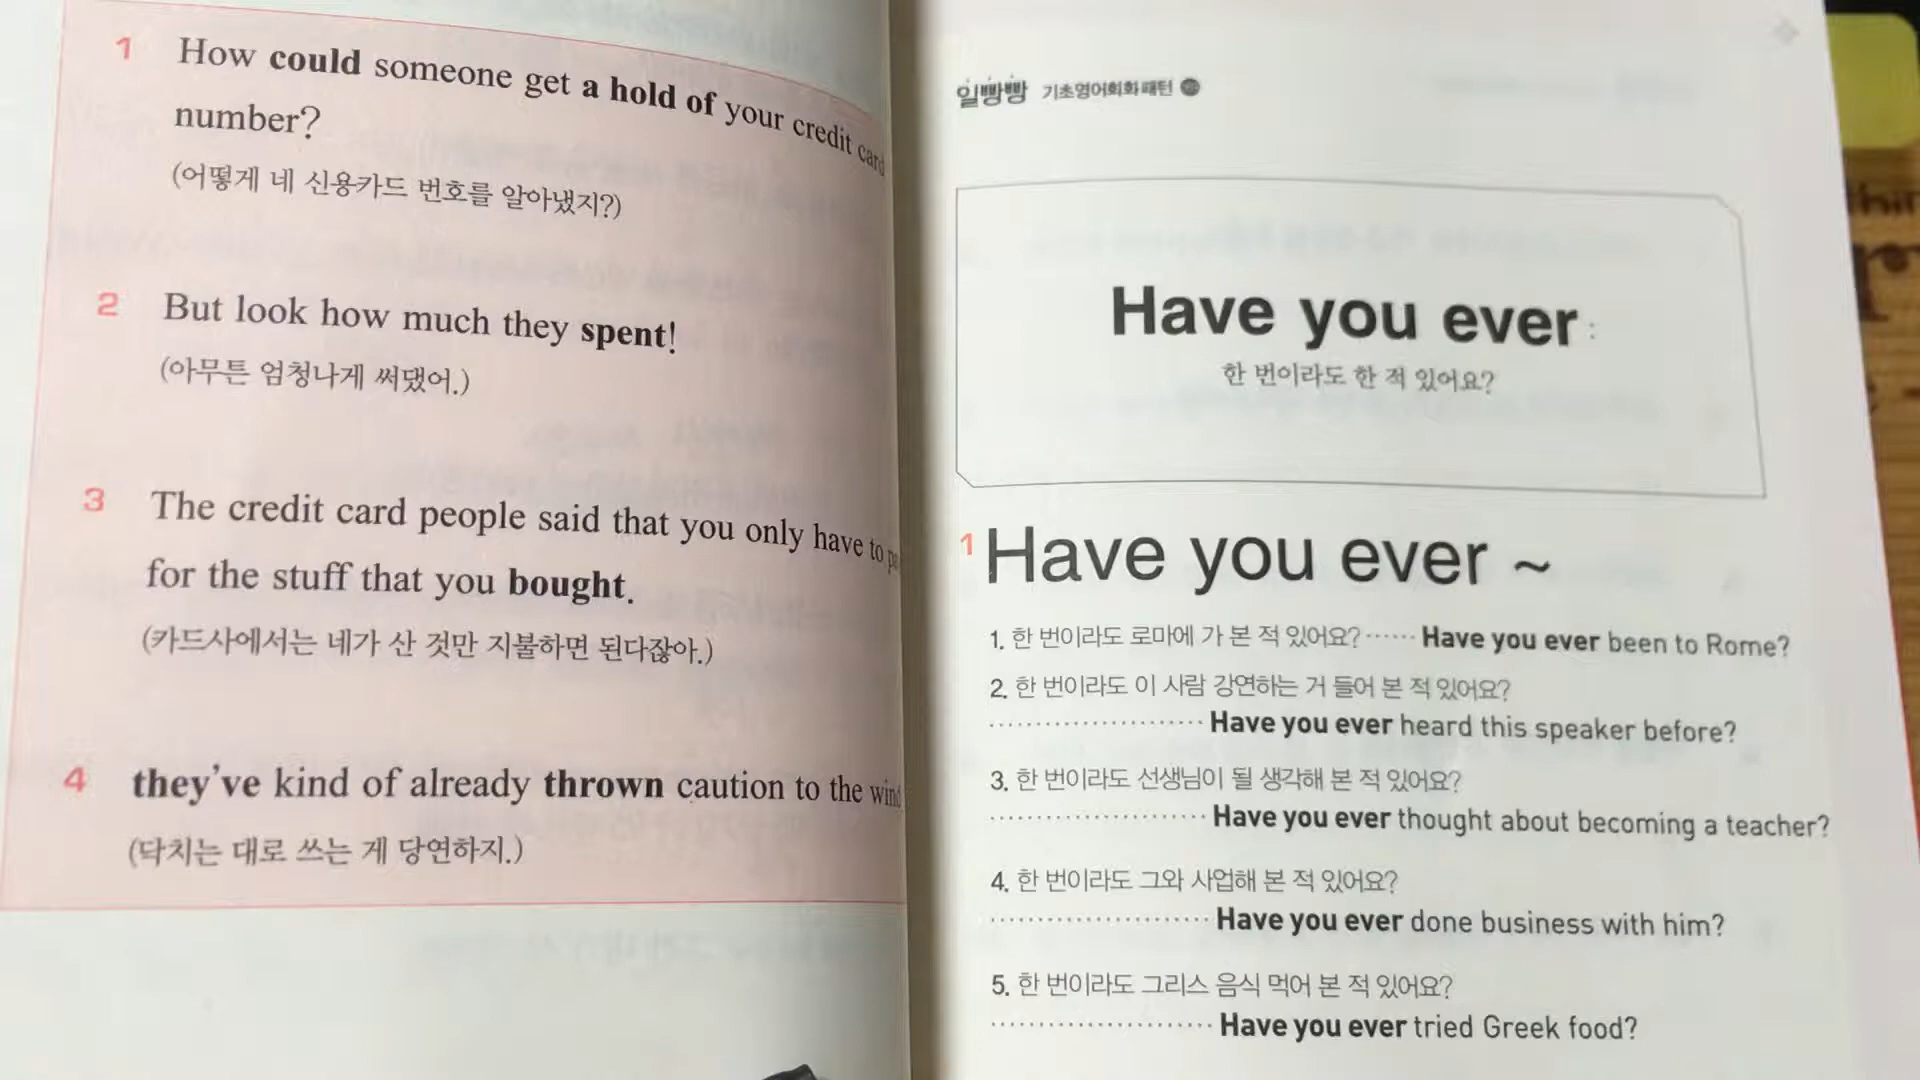 1 How could someone get a hold of your credit card
number?
(어떻게 네 신용카드 번호를 알아냈지?)
2 But look how much they spent!
(아무튼 엄청나게 써댔어.)
3 The credit card people said that you only have to
for the stuff that you bought.
(카드사에서는 네가 산 것만 지불하면 된다잖아.)
4 they've kind of already thrown caution to the
(닥치는 대로 쓰는 게 당연하지.)
일빵빵 기초영어회화패턴
Have you ever :
한 번이라도 한 적 있어요?
1 Have you ever ~
1. 한 번이라도 로마에 가 본 적 있어요? ······ Have you ever been to Rome?
2. 한 번이라도 이 사람 강연하는 거 들어 본 적 있어요?
······················ Have you ever heard this speaker before?
3. 한 번이라도 선생님이 될 생각해 본 적 있어요?
······················ Have you ever thought about becoming a teacher?
4. 한 번이라도 그와 사업해 본 적 있어요?
······················ Have you ever done business with him?
5. 한 번이라도 그리스 음식 먹어 본 적 있어요?
······················ Have you ever tried Greek food?